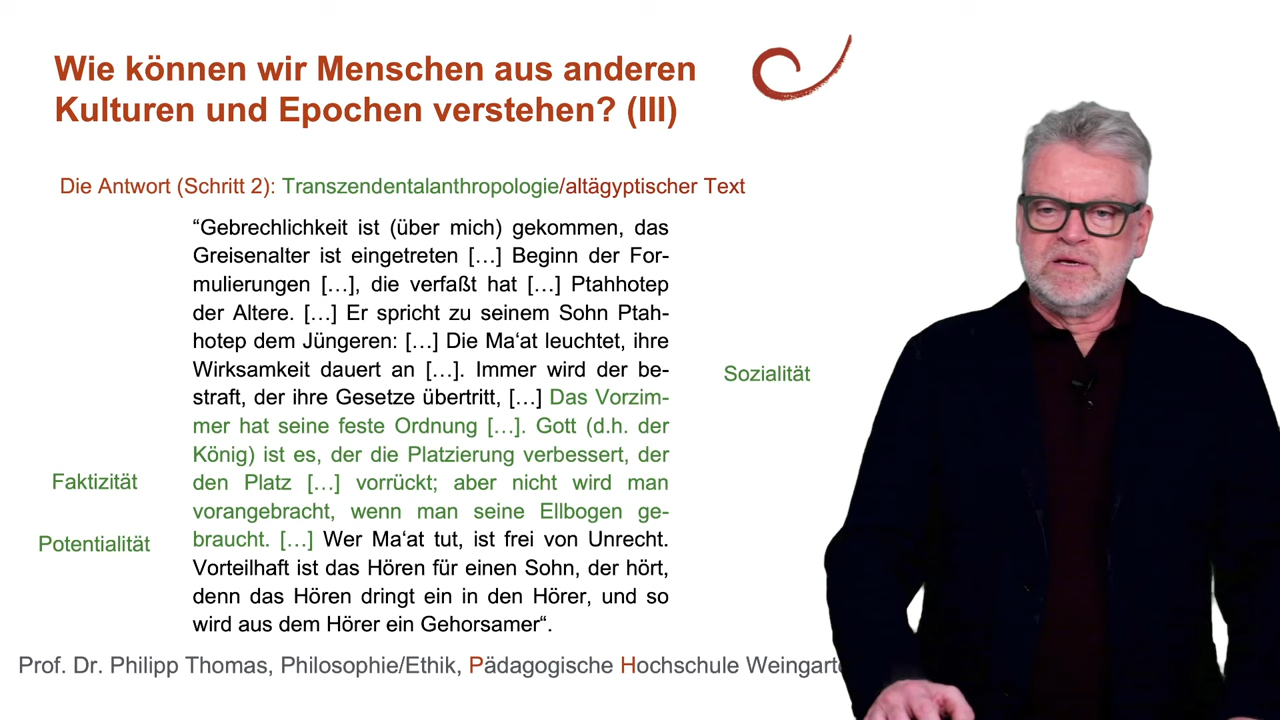 Wie können wir Menschen aus anderen
Kulturen und Epochen verstehen? (III)
Die Antwort (Schritt 2): Transzendentalanthropologie/altägyptischer Text
“Gebrechlichkeit ist (über mich) gekommen, das
Greisenalter ist eingetreten […] Beginn der For-
mulierungen […], die verfaßt hat […] Ptahhotep
der Altere. […] Er spricht zu seinem Sohn Ptah-
hotep dem Jüngeren: […] Die Ma‘at leuchtet, ihre
Wirksamkeit dauert an […]. Immer wird der be-
straft, der ihre Gesetze übertritt, […] Das Vorzim-
mer hat seine feste Ordnung […]. Gott (d.h. der
König) ist es, der die Platzierung verbessert, der
den Platz […] vorrückt; aber nicht wird man
vorangebracht, wenn man seine Ellbogen ge-
braucht. […] Wer Ma‘at tut, ist frei von Unrecht.
Vorteilhaft ist das Hören für einen Sohn, der hört,
denn das Hören dringt ein in den Hörer, und so
wird aus dem Hörer ein Gehorsamer“.
Sozialität
Faktizität
Potentialität
Prof. Dr. Philipp Thomas, Philosophie/Ethik, Pädagogische Hochschule